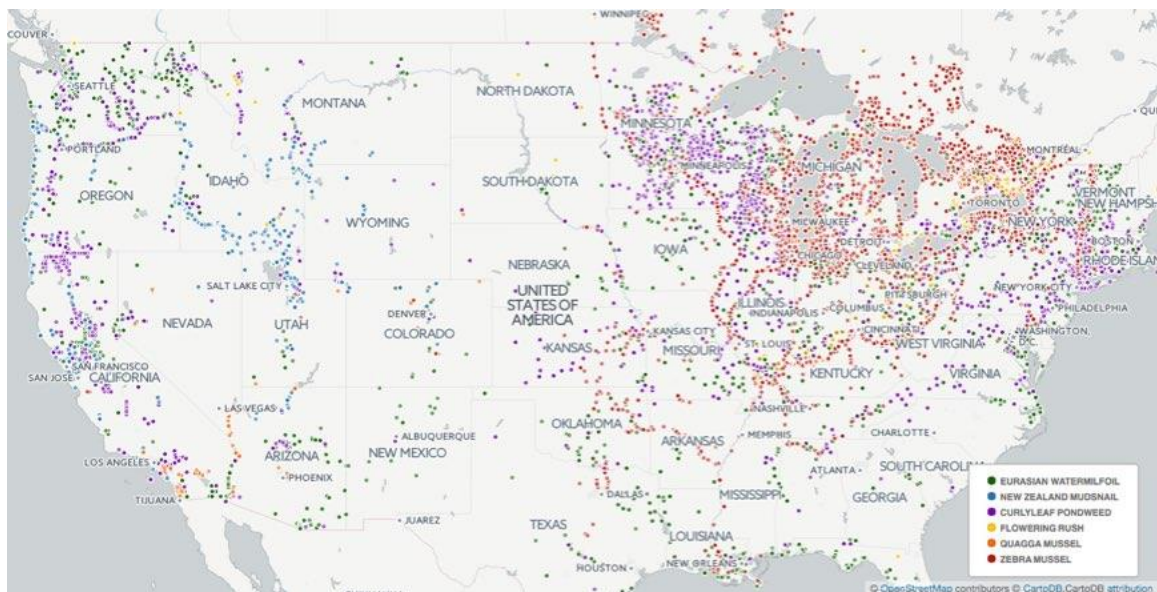 WINNIPEG
COUVER
SEATTLE
MONTANA
NORTH DAKOTA
MINNESOTA
MONTRÉAL
QU
PORTLAND
MINNEAPOLIS
MICHIGAN
OREGON
IDAHO
SOUTH DAKOTA
VERMONT
NEW HAMPSH
TORONTO
WYOMING
MILWAUKEE
NEW YORK
IOWA
DETROIT
BOSTON
CHICAGO
CLEVELAND
RHODE ISLAN
NEBRASKA
SALT LAKE CITY
UNITED
STATES OF
AMERICA
PITTSBURGH
NEW YORK CITY
ILLINOIS
COLUMBUS
NEVADA
UTAH
DENVER
INDIANAPOLIS
PHILADELPHIA
COLORADO
KANSAS CITY
CINCINNATI
WASHINGTON,
D.C.
KANSAS
MISSOURI
ST. LOUIS
WEST VIRGINIA
SAN FRANCISCO
SAN JOSE
CALIFORNIA
KENTUCKY
VIRGINIA
LAS VEGAS
NASHVILLE
OKLAHOMA
CHARLOTTE
ALBUQUERQUE
ARKANSAS
MEMPHIS
ARIZONA
NEW MEXICO
LOS ANGELES
SOUTH CAROLINA
ATLANTA
PHOENIX
DALLAS
MISSISSIPPI
GEORGIA
TIJUANA
JUAREZ
TEXAS
LOUISIANA
HOUSTON
NEW ORLEANS
EURASIAN WATERMILFOIL
NEW ZEALAND MUDSNAIL
CURLYLEAF PONDWEED
FLOWERING RUSH
QUAGGA MUSSEL
ZEBRA MUSSEL
© OpenStreetMap contributors © CartoDB, CartoDB attribution